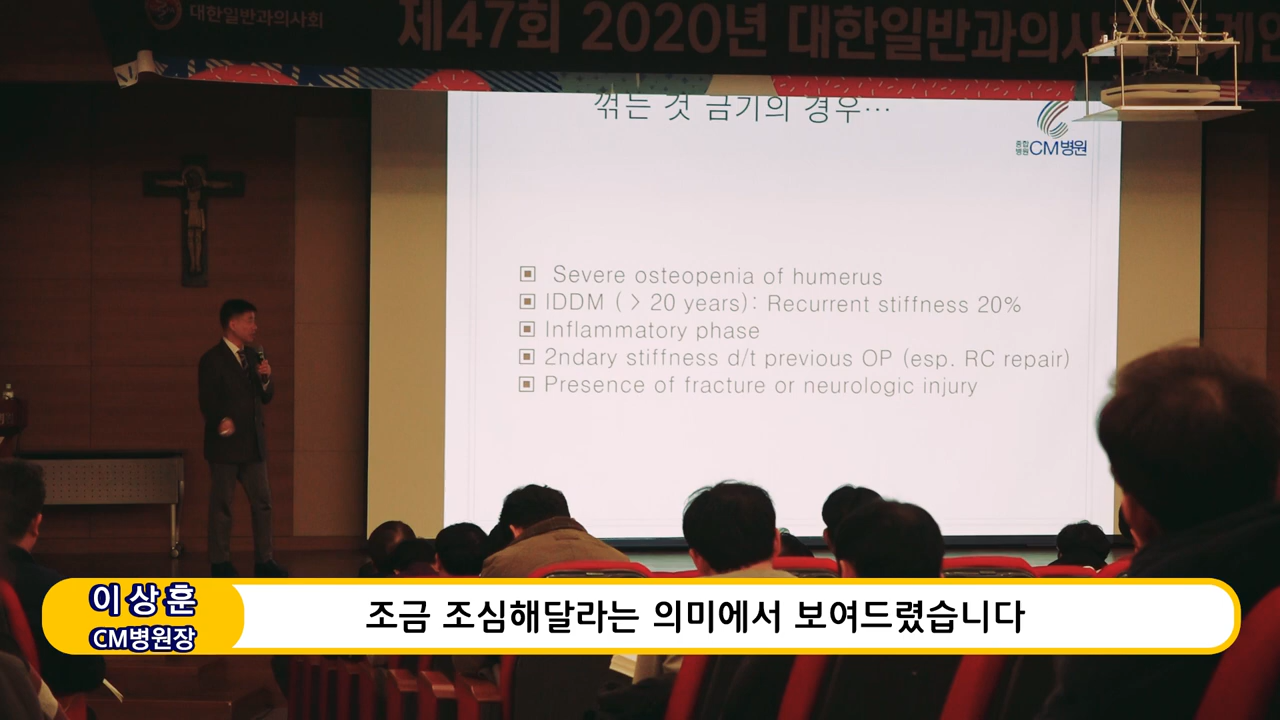 대한일반과의사회
제47회 2020년 대한일반과의사회
꺾는 것 금기의 경우…
종합병원 CM병원
Severe osteopenia of humerus
IDDM ( > 20 years): Recurrent stiffness 20%
Inflammatory phase
2ndary stiffness d/t previous OP (esp. RC repair)
Presence of fracture or neurologic injury
이상훈
CM병원장
조금 조심해달라는 의미에서 보여드렸습니다